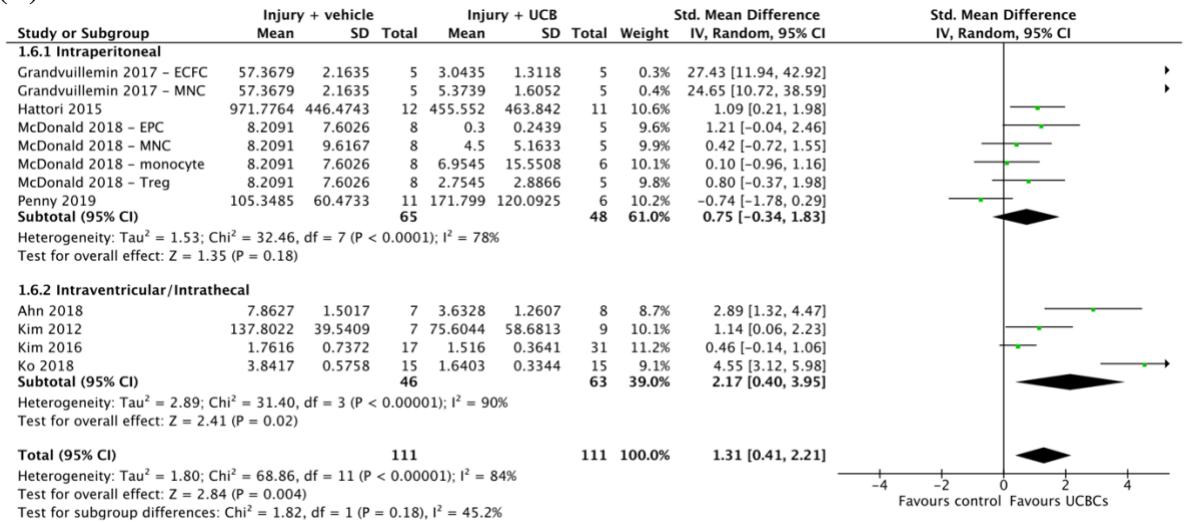 Injury + vehicle Injury + UCB Std. Mean Difference Std. Mean Difference
Study or Subgroup Mean SD Total Mean SD Total Weight IV, Random, 95% CI IV, Random, 95% CI
1.6.1 Intraperitoneal
Grandvuillemin 2017 – ECFC 57.3679 2.1635 5 3.0435 1.3118 5 0.3% 27.43 [11.94, 42.92]
Grandvuillemin 2017 – MNC 57.3679 2.1635 5 5.3739 1.6052 5 0.4% 24.65 [10.72, 38.59]
Hattori 2015 971.7764 446.4743 12 455.552 463.842 11 10.6% 1.09 [0.21, 1.98]
McDonald 2018 – EPC 8.2091 7.6026 8 0.3 0.2439 5 9.6% 1.21 [-0.04, 2.46]
McDonald 2018 – MNC 8.2091 9.6167 8 4.5 5.1633 5 9.9% 0.42 [-0.72, 1.55]
McDonald 2018 – monocyte 8.2091 7.6026 8 6.9545 15.5508 6 10.1% 0.10 [-0.96, 1.16]
McDonald 2018 – Treg 8.2091 7.6026 8 2.7545 2.8866 5 9.8% 0.80 [-0.37, 1.98]
Penny 2019 105.3485 60.4733 11 171.799 120.0925 6 10.2% -0.74 [-1.78, 0.29]
Subtotal (95% CI) 65 48 61.0% 0.75 [-0.34, 1.83]
Heterogeneity: Tau² = 1.53; Chi² = 32.46, df = 7 (P < 0.0001); I² = 78%
Test for overall effect: Z = 1.35 (P = 0.18)
1.6.2 Intraventricular/Intrathecal
Ahn 2018 7.8627 1.5017 7 3.6328 1.2607 8 8.7% 2.89 [1.32, 4.47]
Kim 2012 137.8022 39.5409 7 75.6044 58.6813 9 10.1% 1.14 [0.06, 2.23]
Kim 2016 1.7616 0.7372 17 1.516 0.3641 31 11.2% 0.46 [-0.14, 1.06]
Ko 2018 3.8417 0.5758 15 1.6403 0.3344 15 9.1% 4.55 [3.12, 5.98]
Subtotal (95% CI) 46 63 39.0% 2.17 [0.40, 3.95]
Heterogeneity: Tau² = 2.89; Chi² = 31.40, df = 3 (P < 0.00001); I² = 90%
Test for overall effect: Z = 2.41 (P = 0.02)
Total (95% CI) 111 111 100.0% 1.31 [0.41, 2.21]
Heterogeneity: Tau² = 1.80; Chi² = 68.86, df = 11 (P < 0.00001); I² = 84%
Test for overall effect: Z = 2.84 (P = 0.004)
Test for subgroup differences: Chi² = 1.82, df = 1 (P = 0.18), I² = 45.2%
-4 -2 0 2 4
Favours control Favours UCBCs